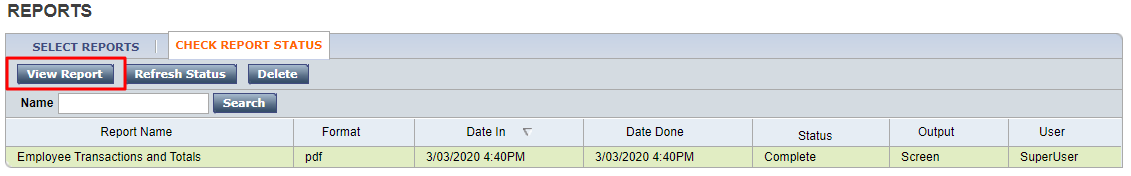 REPORTS
SELECT REPORTS CHECK REPORT STATUS
View Report Refresh Status Delete
Name Search
Report Name Format Date In Date Done Status Output User
Employee Transactions and Totals pdf 3/03/2020 4:40PM 3/03/2020 4:40PM Complete Screen SuperUser